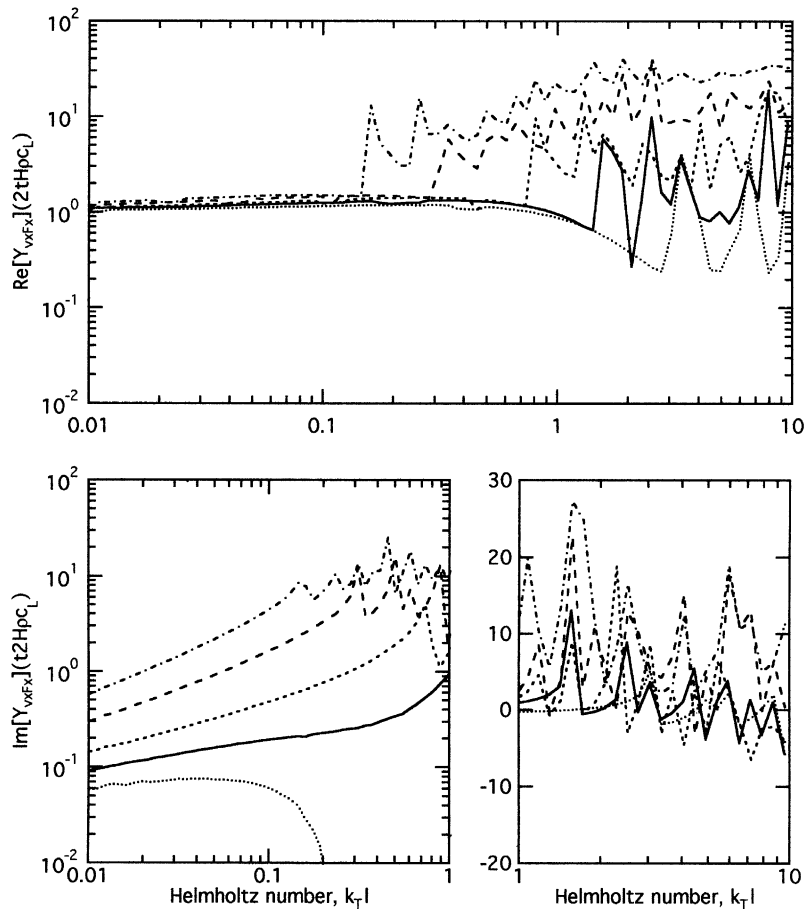 10²
10¹
10⁰
10⁻¹
10⁻²
Re[Y_vxFx](2tHρc_L)
0.01 0.1 1 10
10²
10¹
10⁰
10⁻¹
10⁻²
Im[Y_vxFx](t2Hρc_L)
0.01 0.1 1
Helmholtz number, k_Tl
30
20
10
0
-10
-20
1 10
Helmholtz number, k_Tl